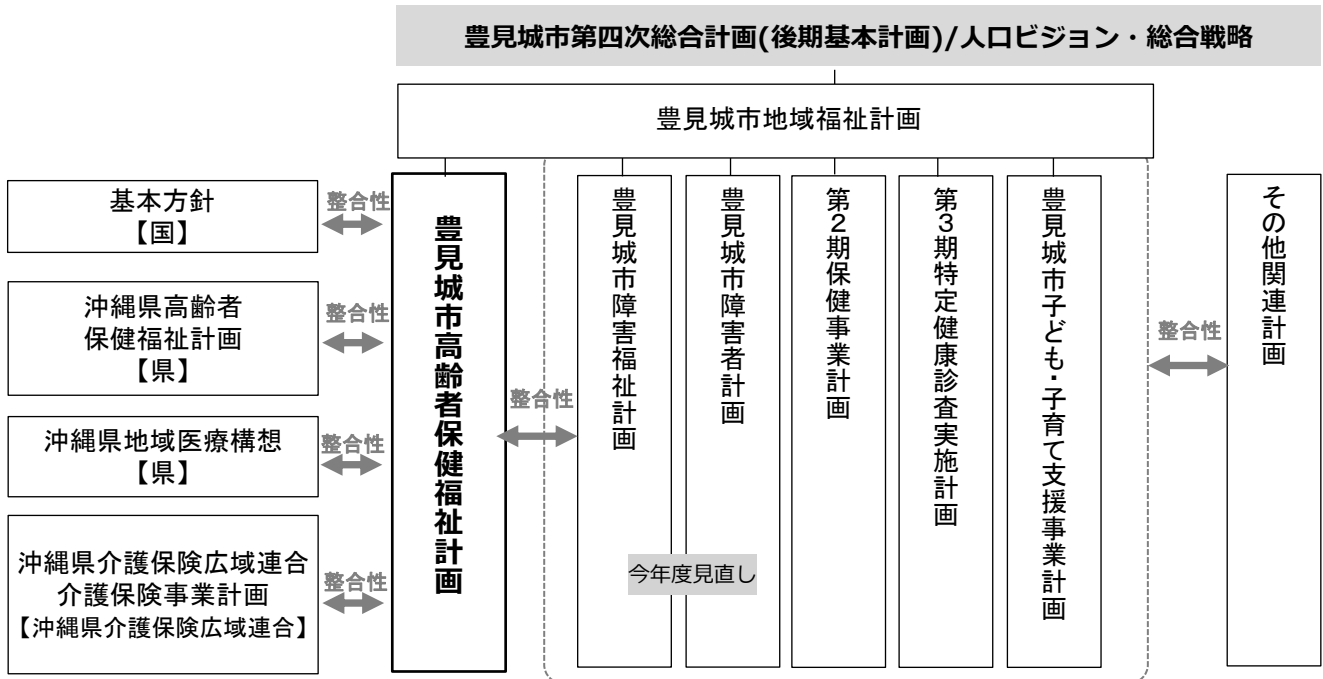 豊見城市第四次総合計画(後期基本計画)/人口ビジョン・総合戦略
豊見城市地域福祉計画
基本方針
【国】
整合性
沖縄県高齢者
保健福祉計画
【県】
整合性
沖縄県地域医療構想
【県】
整合性
沖縄県介護保険広域連合
介護保険事業計画
【沖縄県介護保険広域連合】
整合性
豊見城市高齢者保健福祉計画
整合性
豊見城市障害福祉計画
豊見城市障害者計画
今年度見直し
第2期保健事業計画
第3期特定健康診査実施計画
豊見城市子ども・子育て支援事業計画
整合性
その他関連計画